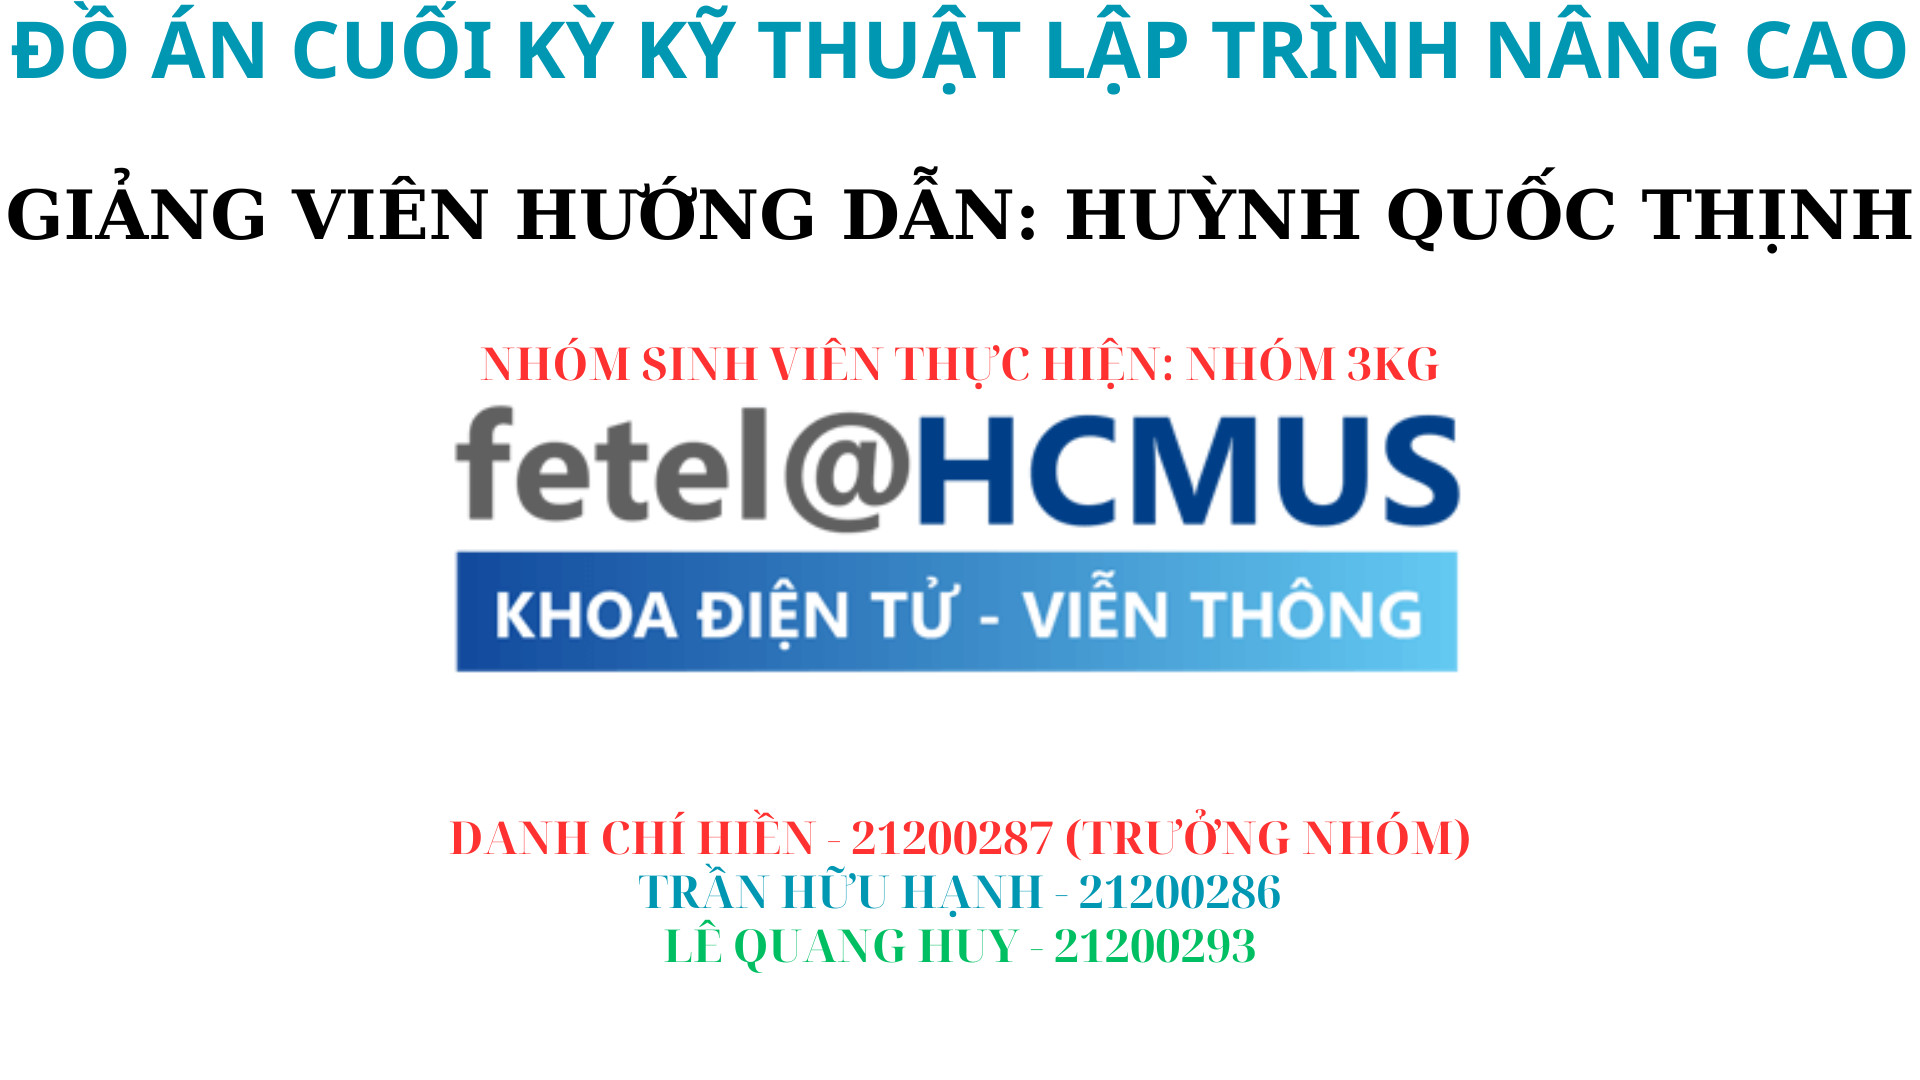 ĐỒ ÁN CUỐI KỲ KỸ THUẬT LẬP TRÌNH NÂNG CAO
GIẢNG VIÊN HƯỚNG DẪN: HUỲNH QUỐC THỊNH
NHÓM SINH VIÊN THỰC HIỆN: NHÓM 3KG
fetel@HCMUS
KHOA ĐIỆN TỬ - VIỄN THÔNG
DANH CHÍ HIỀN - 21200287 (TRƯỞNG NHÓM)
TRẦN HỮU HẠNH - 21200286
LÊ QUANG HUY - 21200293